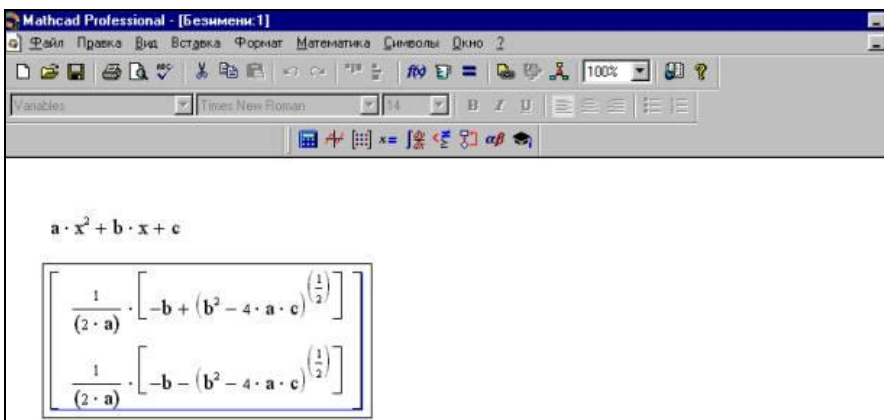 Mathcad Professional - [Безимени:1]
Файл Правка Вид Вставка Формат Математика Символы Окно ?
100%
Variables Times New Roman 14 B I U
a · x² + b · x + c
1/(2 · a) · [-b + (b² - 4 · a · c)^(1/2)]
1/(2 · a) · [-b - (b² - 4 · a · c)^(1/2)]